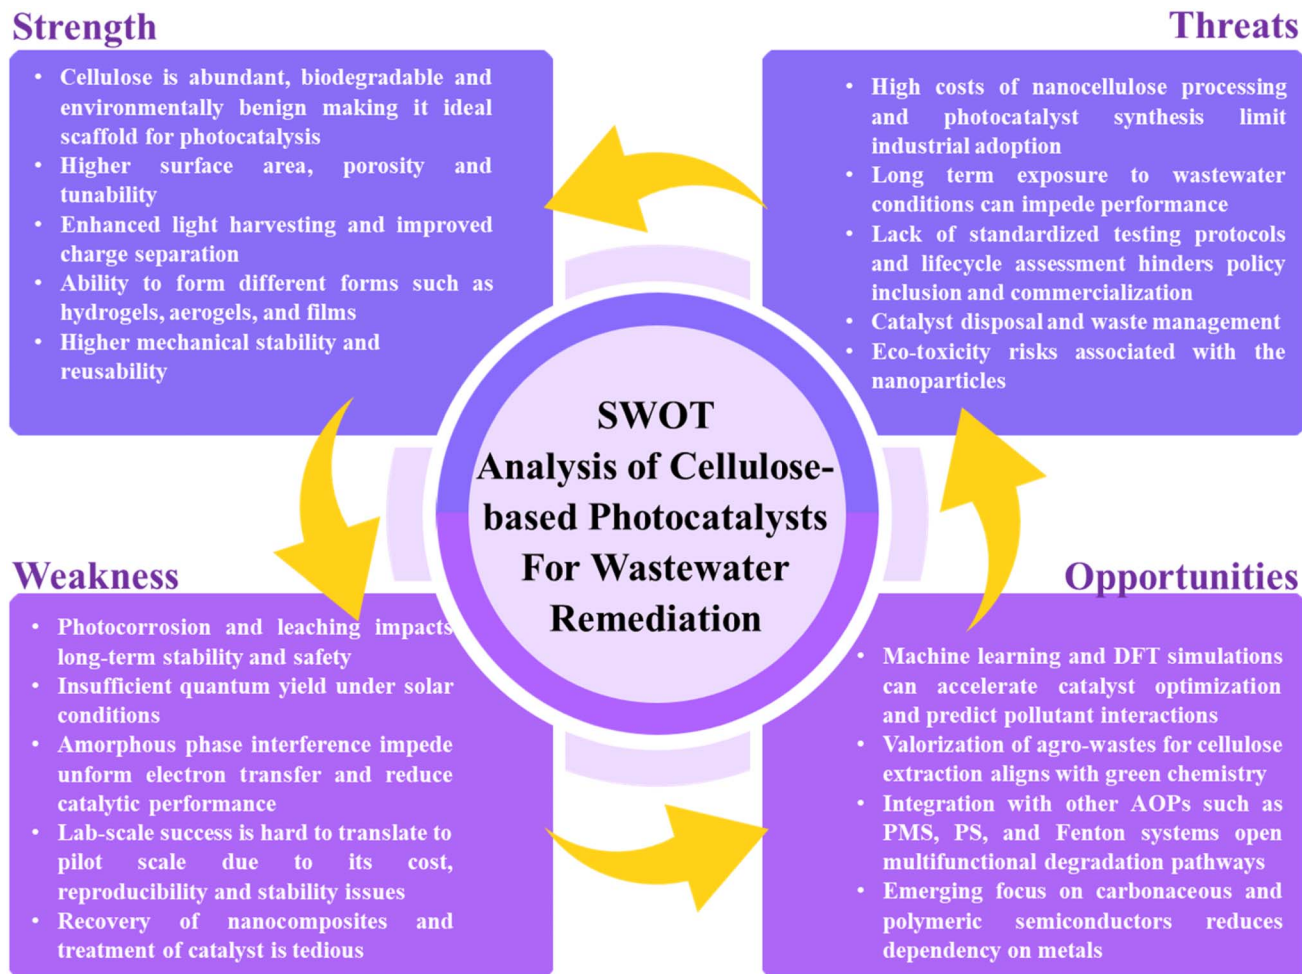 Strength
• Cellulose is abundant, biodegradable and
environmentally benign making it ideal
scaffold for photocatalysis
• Higher surface area, porosity and
tunability
• Enhanced light harvesting and improved
charge separation
• Ability to form different forms such as
hydrogels, aerogels, and films
• Higher mechanical stability and
reusability
Threats
• High costs of nanocellulose processing
and photocatalyst synthesis limit
industrial adoption
• Long term exposure to wastewater
conditions can impede performance
• Lack of standardized testing protocols
and lifecycle assessment hinders policy
inclusion and commercialization
• Catalyst disposal and waste management
• Eco-toxicity risks associated with the
nanoparticles
SWOT
Analysis of Cellulose-
based Photocatalysts
For Wastewater
Remediation
Weakness
• Photocorrosion and leaching impacts
long-term stability and safety
• Insufficient quantum yield under solar
conditions
• Amorphous phase interference impede
unform electron transfer and reduce
catalytic performance
• Lab-scale success is hard to translate to
pilot scale due to its cost,
reproducibility and stability issues
• Recovery of nanocomposites and
treatment of catalyst is tedious
Opportunities
• Machine learning and DFT simulations
can accelerate catalyst optimization
and predict pollutant interactions
• Valorization of agro-wastes for cellulose
extraction aligns with green chemistry
• Integration with other AOPs such as
PMS, PS, and Fenton systems open
multifunctional degradation pathways
• Emerging focus on carbonaceous and
polymeric semiconductors reduces
dependency on metals